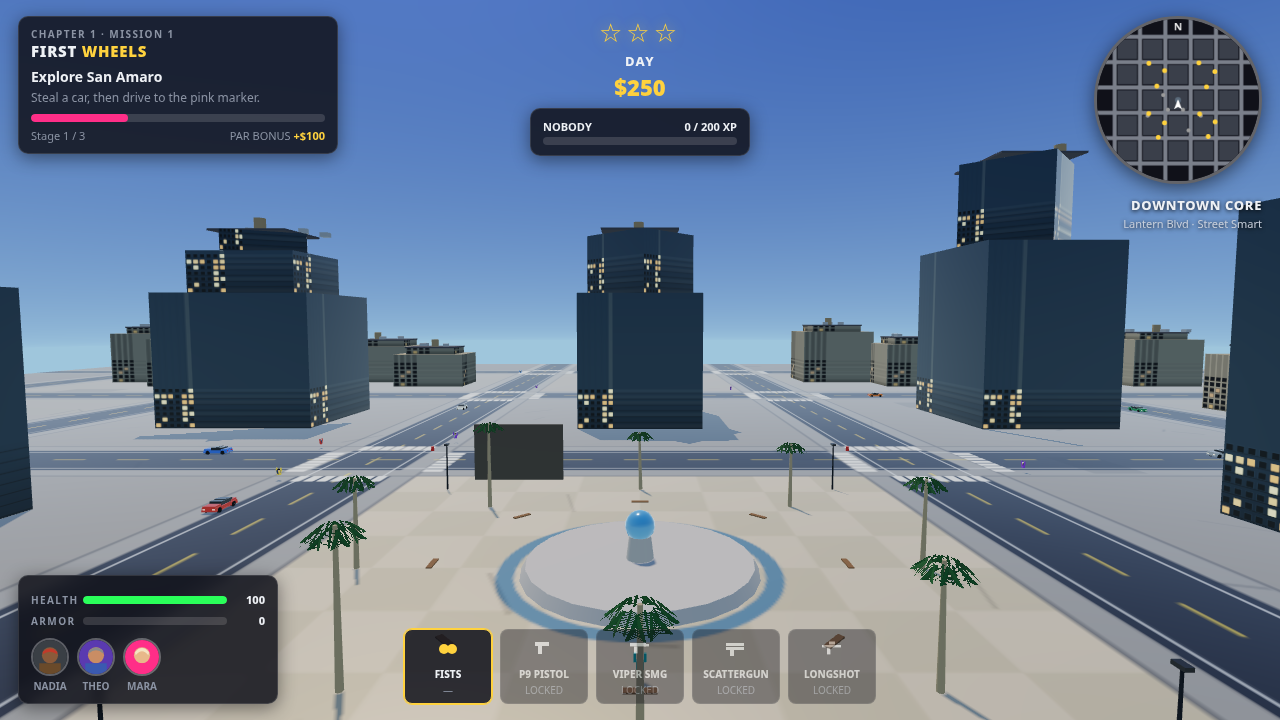 CHAPTER 1 · MISSION 1
FIRST WHEELS
Explore San Amaro
Steal a car, then drive to the pink marker.
Stage 1 / 3
PAR BONUS +$100
☆ ☆ ☆
DAY
$250
NOBODY
0 / 200 XP
N
DOWNTOWN CORE
Lantern Blvd · Street Smart
HEALTH
100
ARMOR
0
NADIA
THEO
MARA
FISTS
—
P9 PISTOL
LOCKED
VIPER SMG
LOCKED
SCATTERGUN
LOCKED
LONGSHOT
LOCKED